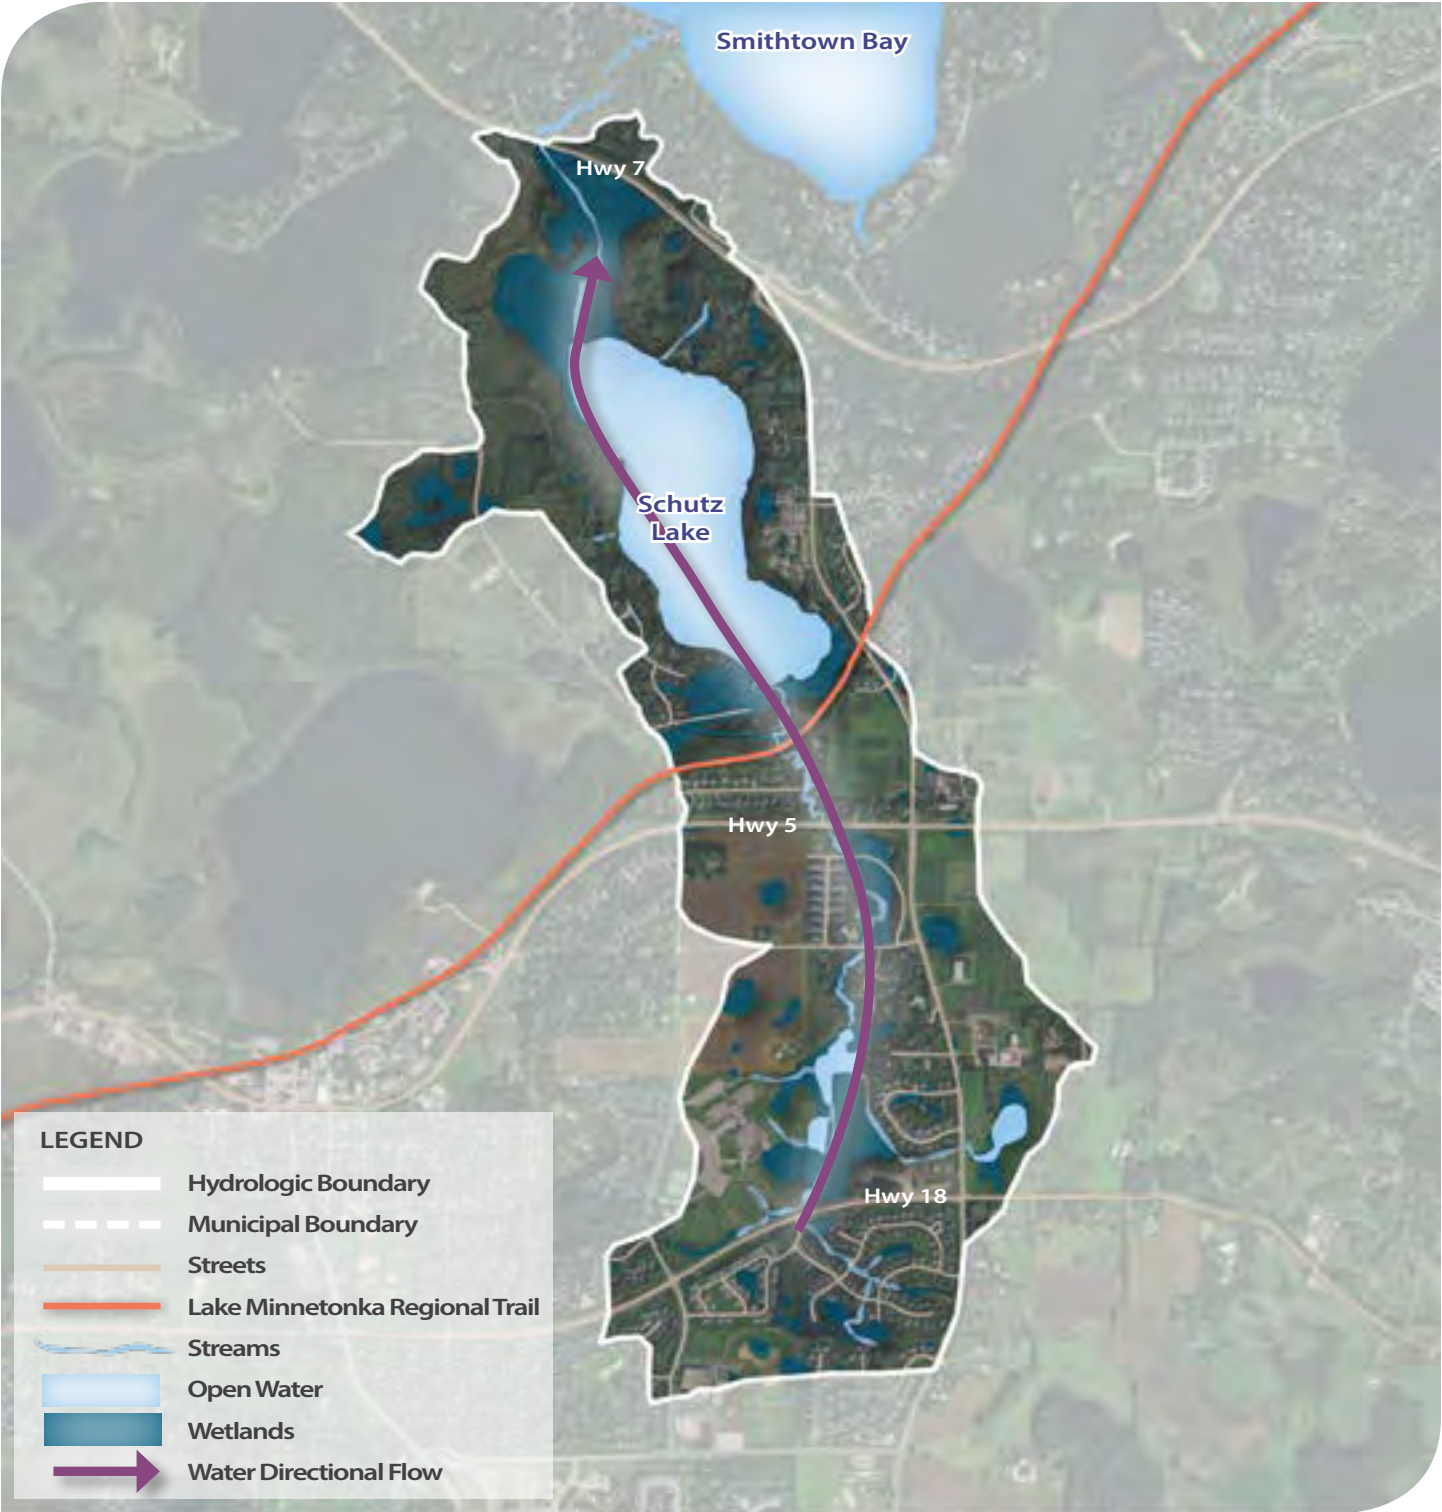 Smithtown Bay
Hwy 7
Schutz
Lake
Hwy 5
Hwy 18
LEGEND
Hydrologic Boundary
Municipal Boundary
Streets
Lake Minnetonka Regional Trail
Streams
Open Water
Wetlands
Water Directional Flow